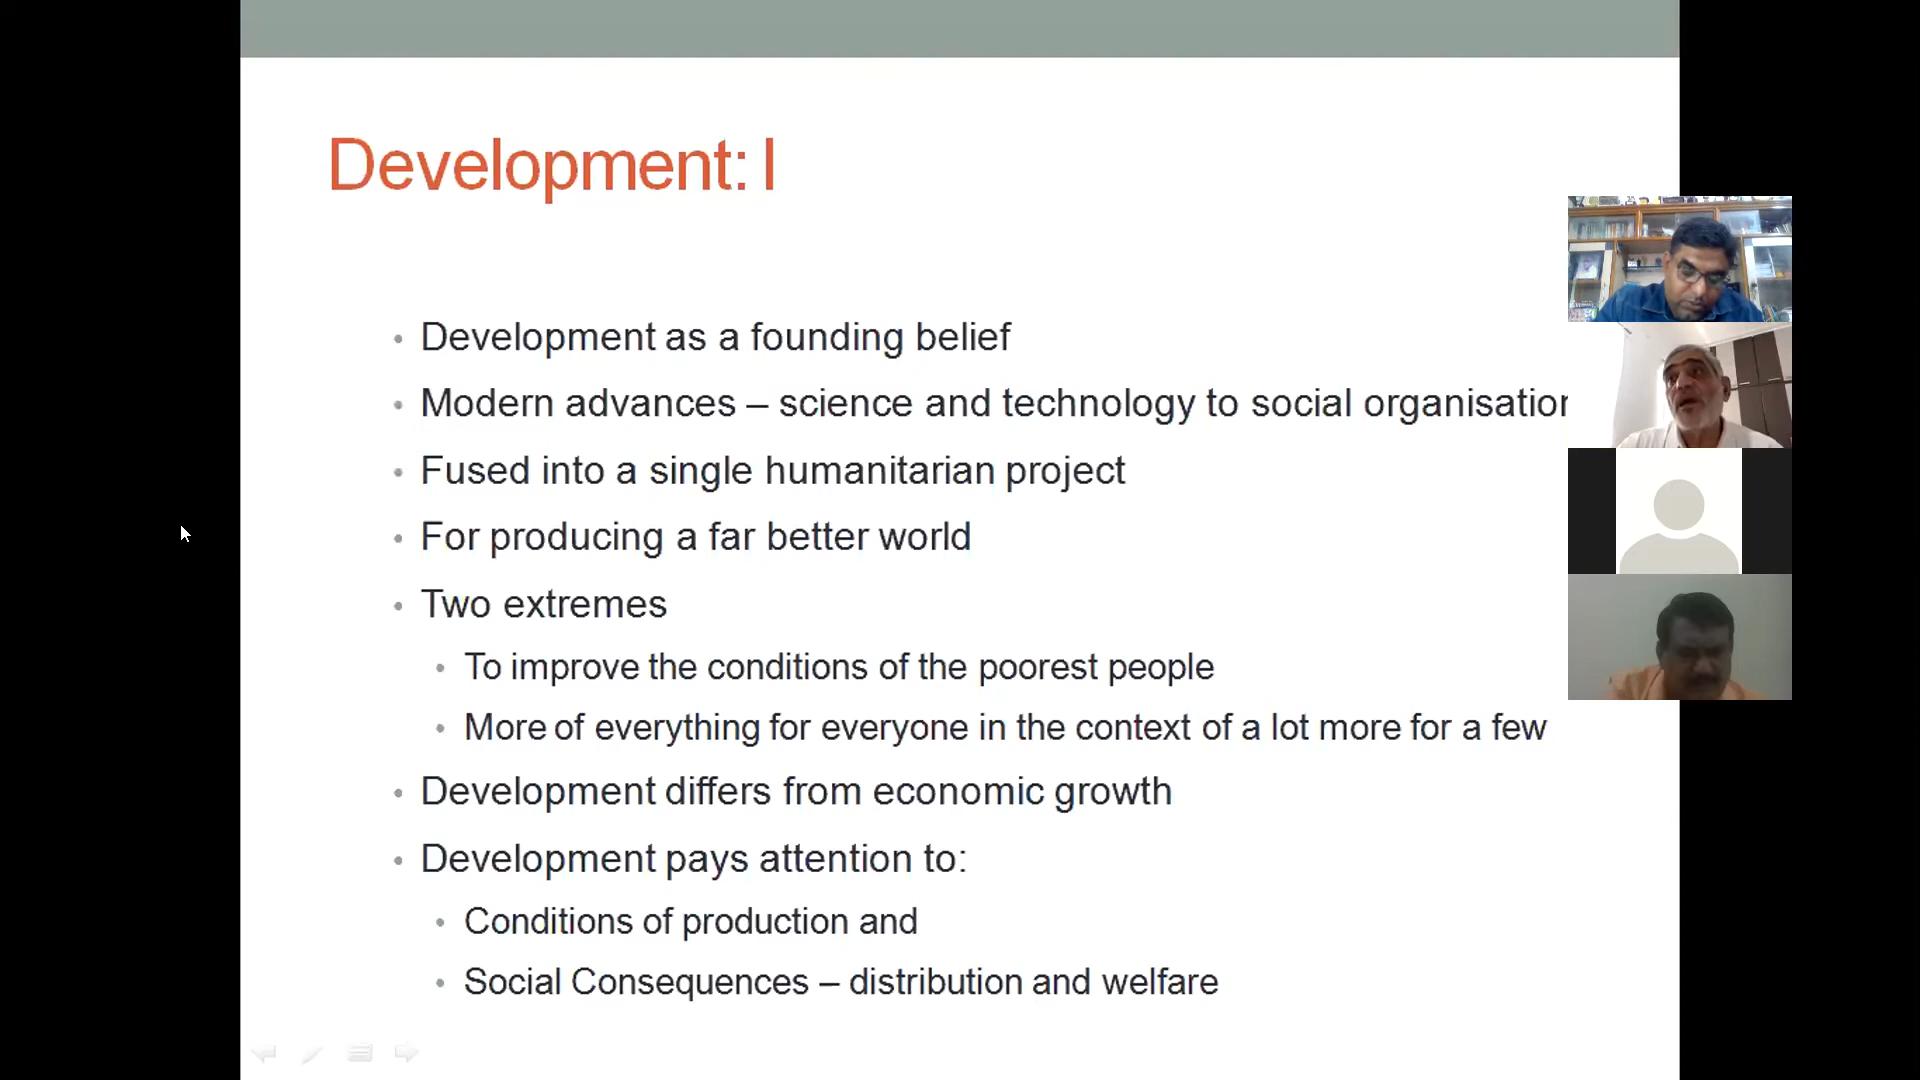 Development: I
• Development as a founding belief
• Modern advances – science and technology to social organisation
• Fused into a single humanitarian project
• For producing a far better world
• Two extremes
• To improve the conditions of the poorest people
• More of everything for everyone in the context of a lot more for a few
• Development differs from economic growth
• Development pays attention to:
• Conditions of production and
• Social Consequences – distribution and welfare